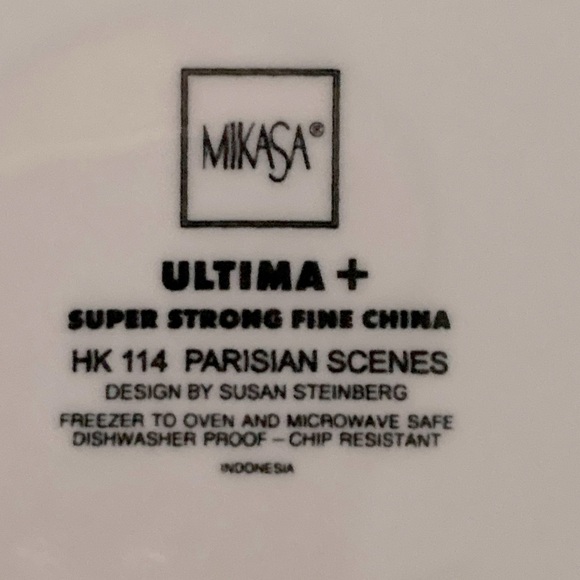 MIKASA®
ULTIMA +
SUPER STRONG FINE CHINA
HK 114 PARISIAN SCENES
DESIGN BY SUSAN STEINBERG
FREEZER TO OVEN AND MICROWAVE SAFE
DISHWASHER PROOF – CHIP RESISTANT
INDONESIA